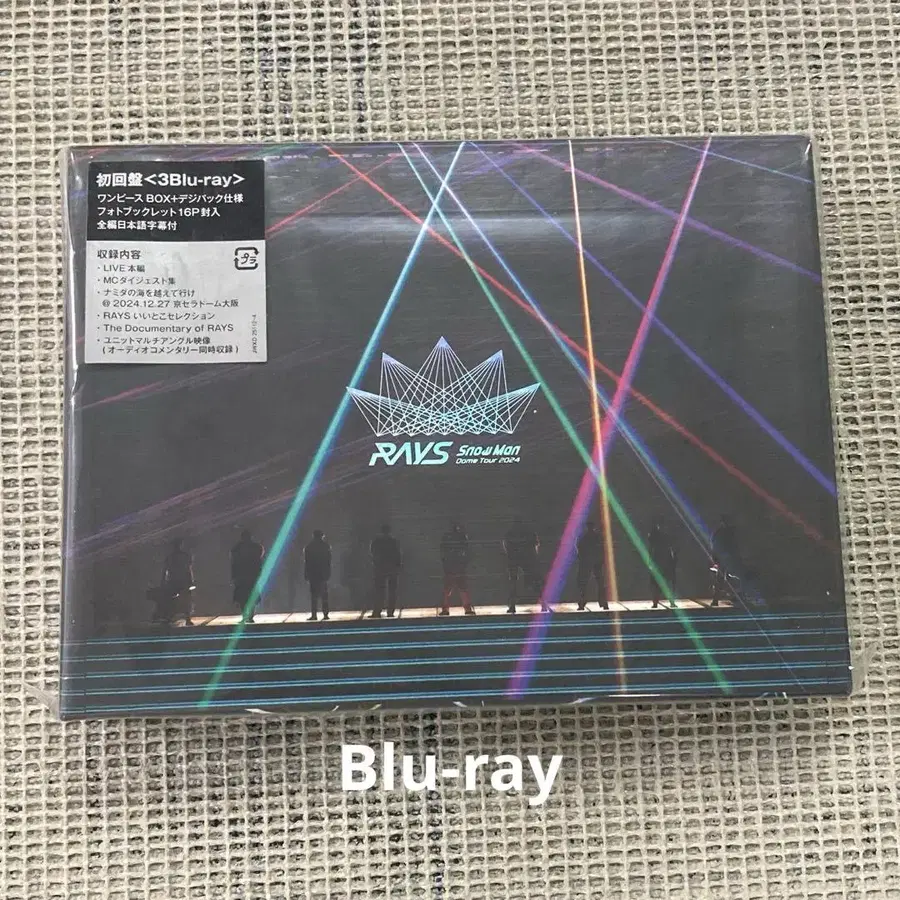 初回盤<3Blu-ray>
ワンピースBOX+デジパック仕様
フォトブックレット16P封入
全編日本語字幕付
収録内容
プラ
・LIVE本編
・MCダイジェスト集
・ナミダの海を越えて行け
@ 2024.12.27 京セラドーム大阪
・RAYS いいとこセレクション
・The Documentary of RAYS
・ユニットマルチアングル映像
(オーディオコメンタリー同時収録)
RAYS Snow Man
Dome Tour 2024
Blu-ray